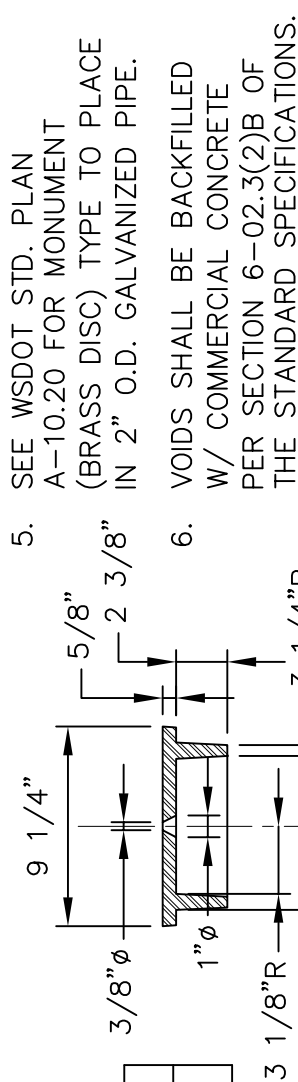 5. SEE WSDOT STD. PLAN
A-10.20 FOR MONUMENT
(BRASS DISC) TYPE TO PLACE
IN 2" O.D. GALVANIZED PIPE.
6. VOIDS SHALL BE BACKFILLED
W/ COMMERCIAL CONCRETE
PER SECTION 6-02.3(2)B OF
THE STANDARD SPECIFICATIONS.
5/8"
2 3/8"
9 1/4"
3/8"ø
1"ø
3 1/8"R